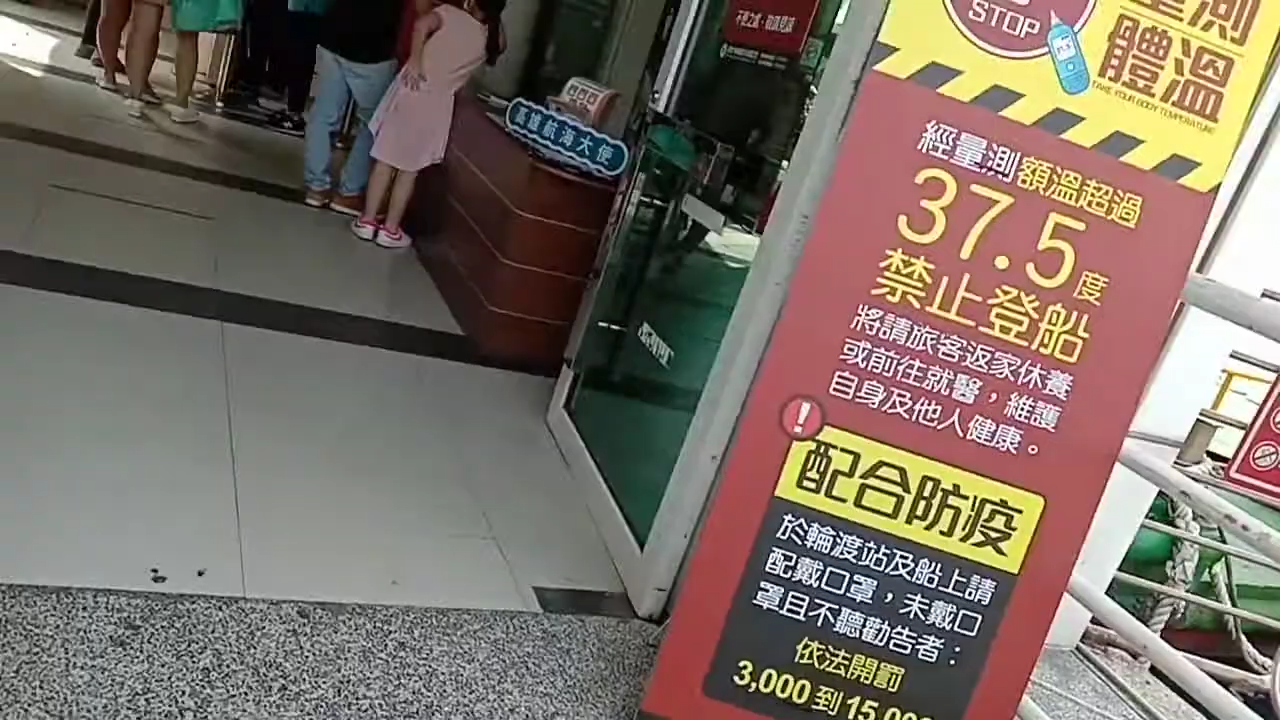 STOP
量測
體溫
TAKE YOUR BODY TEMPERATURE
經量測額溫超過
37.5度
禁止登船
將請旅客返家休養
或前往就醫，維護
自身及他人健康。
!
配合防疫
於輪渡站及船上請
配戴口罩，未戴口
罩且不聽勸告者：
依法開罰
3,000到15,000
高雄航海大使